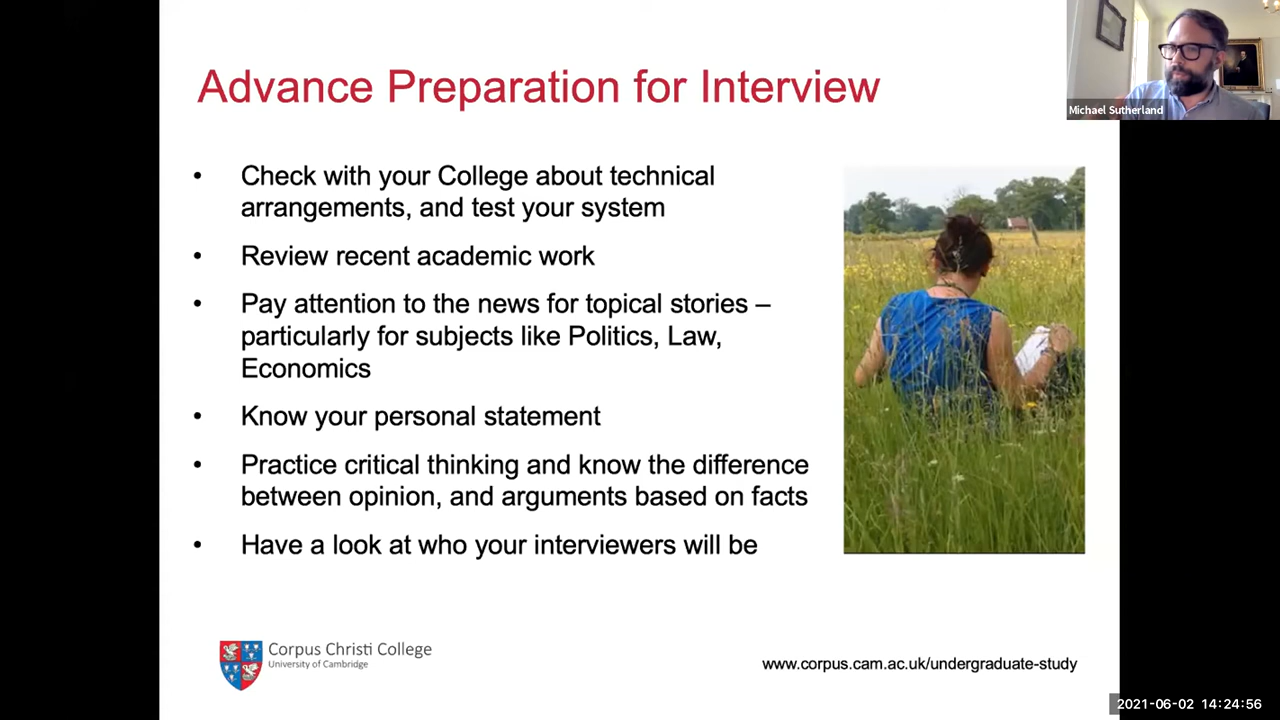 Advance Preparation for Interview
Michael Sutherland
• Check with your College about technical
arrangements, and test your system
• Review recent academic work
• Pay attention to the news for topical stories –
particularly for subjects like Politics, Law,
Economics
• Know your personal statement
• Practice critical thinking and know the difference
between opinion, and arguments based on facts
• Have a look at who your interviewers will be
Corpus Christi College
University of Cambridge
www.corpus.cam.ac.uk/undergraduate-study
2021-06-02 14:24:56